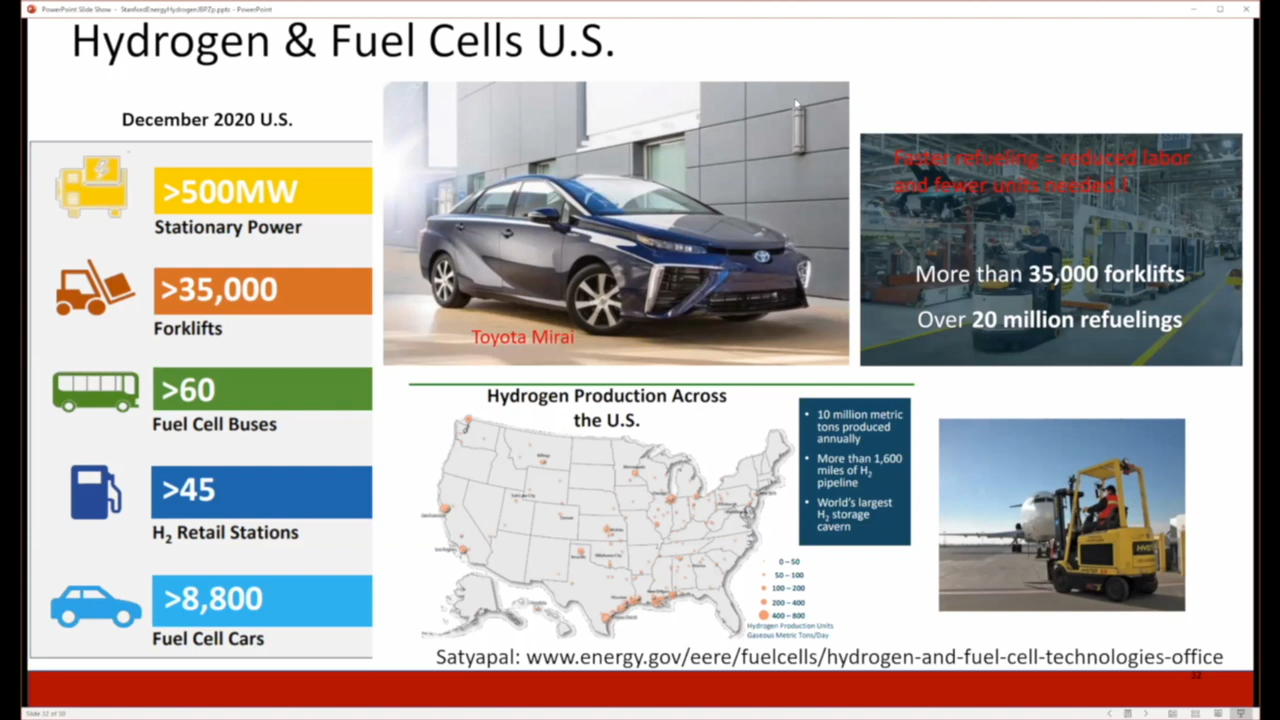 PowerPoint Slide Show - StanfordEnergyHydrogenJBPZp.pptx - PowerPoint
Hydrogen & Fuel Cells U.S.
December 2020 U.S.
>500MW
Stationary Power
>35,000
Forklifts
>60
Fuel Cell Buses
>45
H₂ Retail Stations
>8,800
Fuel Cell Cars
Toyota Mirai
Faster refueling = reduced labor
and fewer units needed.!
More than 35,000 forklifts
Over 20 million refuelings
Hydrogen Production Across
the U.S.
• 10 million metric
tons produced
annually
• More than 1,600
miles of H₂
pipeline
• World's largest
H₂ storage
cavern
0 – 50
50 – 100
100 – 200
200 – 400
400 – 800
Hydrogen Production Units
Gaseous Metric Tons/Day
Satyapal: www.energy.gov/eere/fuelcells/hydrogen-and-fuel-cell-technologies-office
32